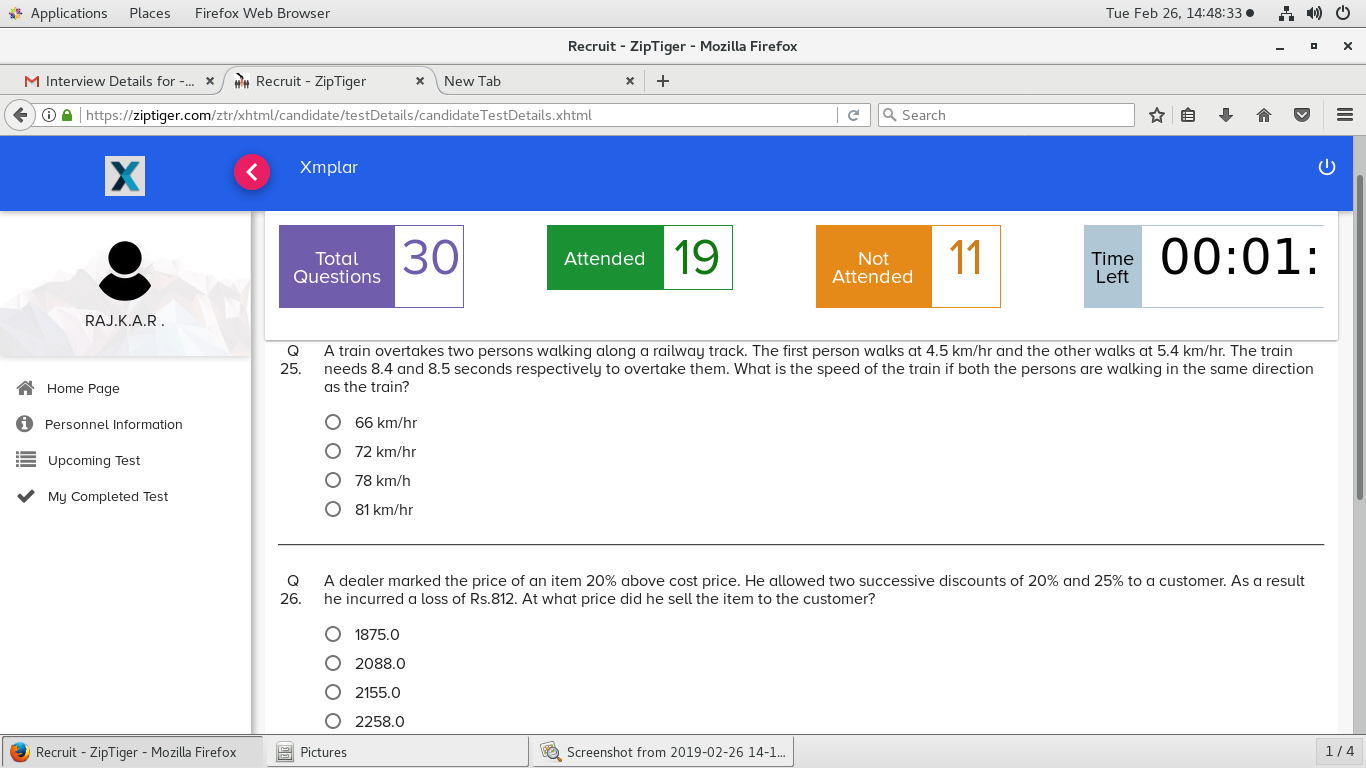 Applications Places Firefox Web Browser Tue Feb 26, 14:48:33
Recruit - ZipTiger - Mozilla Firefox
Interview Details for -... Recruit - ZipTiger New Tab
https://ziptiger.com/ztr/xhtml/candidate/testDetails/candidateTestDetails.xhtml Search
X Xmplar
Total Questions 30 Attended 19 Not Attended 11 Time Left 00:01:
RAJ.K.A.R .
Home Page
Personnel Information
Upcoming Test
My Completed Test
Q 25. A train overtakes two persons walking along a railway track. The first person walks at 4.5 km/hr and the other walks at 5.4 km/hr. The train
needs 8.4 and 8.5 seconds respectively to overtake them. What is the speed of the train if both the persons are walking in the same direction
as the train?
66 km/hr
72 km/hr
78 km/h
81 km/hr
Q 26. A dealer marked the price of an item 20% above cost price. He allowed two successive discounts of 20% and 25% to a customer. As a result
he incurred a loss of Rs.812. At what price did he sell the item to the customer?
1875.0
2088.0
2155.0
2258.0
Recruit - ZipTiger - Mozilla Firefox Pictures Screenshot from 2019-02-26 14-1... 1 / 4